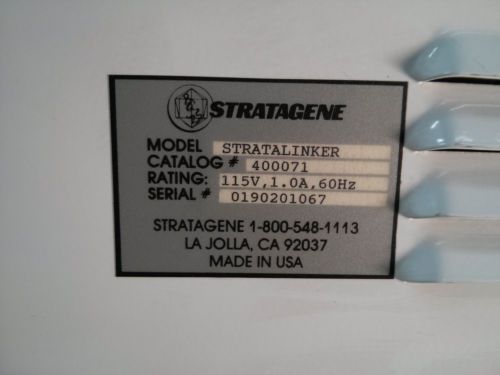 STRATAGENE
MODEL STRATALINKER
CATALOG # 400071
RATING: 115V,1.0A,60Hz
SERIAL # 0190201067
STRATAGENE 1-800-548-1113
LA JOLLA, CA 92037
MADE IN USA